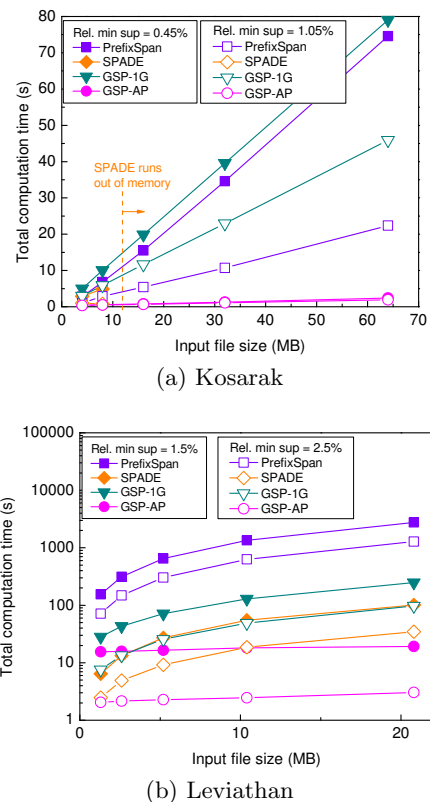 80
70
60
50
40
30
20
10
0
Total computation time (s)
Rel. min sup = 0.45%
PrefixSpan
SPADE
GSP-1G
GSP-AP
Rel. min sup = 1.05%
PrefixSpan
SPADE
GSP-1G
GSP-AP
SPADE runs
out of memory
0 10 20 30 40 50 60 70
Input file size (MB)
(a) Kosarak
100000
10000
1000
100
10
1
Total computation time (s)
Rel. min sup = 1.5%
PrefixSpan
SPADE
GSP-1G
GSP-AP
Rel. min sup = 2.5%
PrefixSpan
SPADE
GSP-1G
GSP-AP
0 10 20
Input file size (MB)
(b) Leviathan